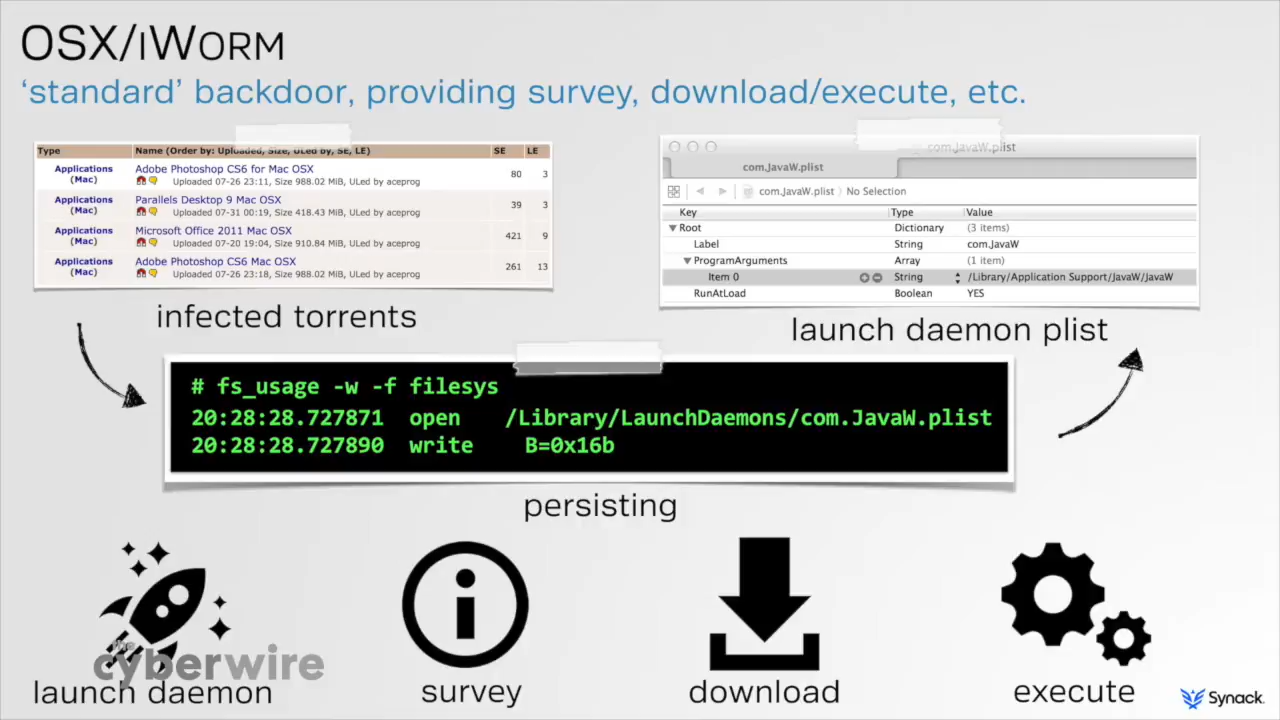 OSX/iWorm
‘standard’ backdoor, providing survey, download/execute, etc.
Type Name (Order by: Uploaded, Size, ULed by, SE, LE) SE LE
Applications (Mac) Adobe Photoshop CS6 for Mac OSX 80 3
Uploaded 07-26 23:11, Size 988.02 MiB, ULed by aceprog
Applications (Mac) Parallels Desktop 9 Mac OSX 39 3
Uploaded 07-31 00:19, Size 418.43 MiB, ULed by aceprog
Applications (Mac) Microsoft Office 2011 Mac OSX 421 9
Uploaded 07-20 19:04, Size 910.84 MiB, ULed by aceprog
Applications (Mac) Adobe Photoshop CS6 Mac OSX 261 13
Uploaded 07-26 23:18, Size 988.02 MiB, ULed by aceprog
infected torrents
com.JavaW.plist
com.JavaW.plist
com.JavaW.plist No Selection
Key Type Value
Root Dictionary (3 items)
Label String com.JavaW
ProgramArguments Array (1 item)
Item 0 String /Library/Application Support/JavaW/JavaW
RunAtLoad Boolean YES
launch daemon plist
# fs_usage -w -f filesys
20:28:28.727871 open /Library/LaunchDaemons/com.JavaW.plist
20:28:28.727890 write B=0x16b
persisting
the
cyberwire
launch daemon
survey
download
execute
Synack.